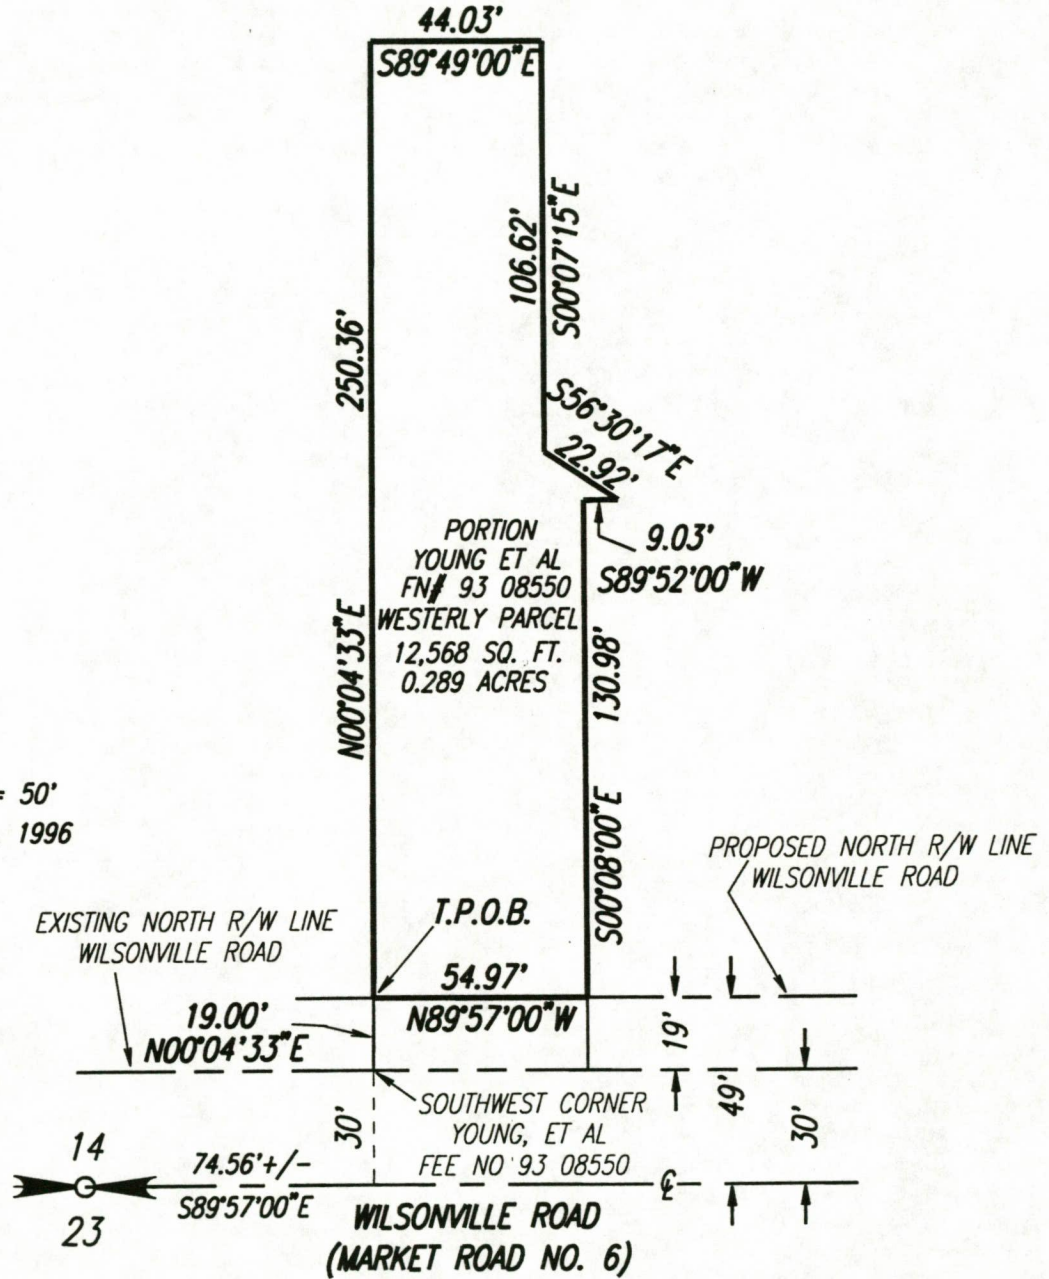 44.03'
S89°49'00"E
106.62'
S00°07'15"E
250.36'
S56°30'17"E
22.92'
PORTION
YOUNG ET AL
FN# 93 08550
WESTERLY PARCEL
12,568 SQ. FT.
0.289 ACRES
9.03'
S89°52'00"W
N00°04'33"E
130.98'
S00°08'00"E
= 50'
1996
PROPOSED NORTH R/W LINE
WILSONVILLE ROAD
EXISTING NORTH R/W LINE
WILSONVILLE ROAD
T.P.O.B.
54.97'
N89°57'00"W
19.00'
N00°04'33"E
19'
49'
30'
30'
SOUTHWEST CORNER
YOUNG, ET AL
FEE NO 93 08550
14
23
74.56'+/-
S89°57'00"E
℄
WILSONVILLE ROAD
(MARKET ROAD NO. 6)